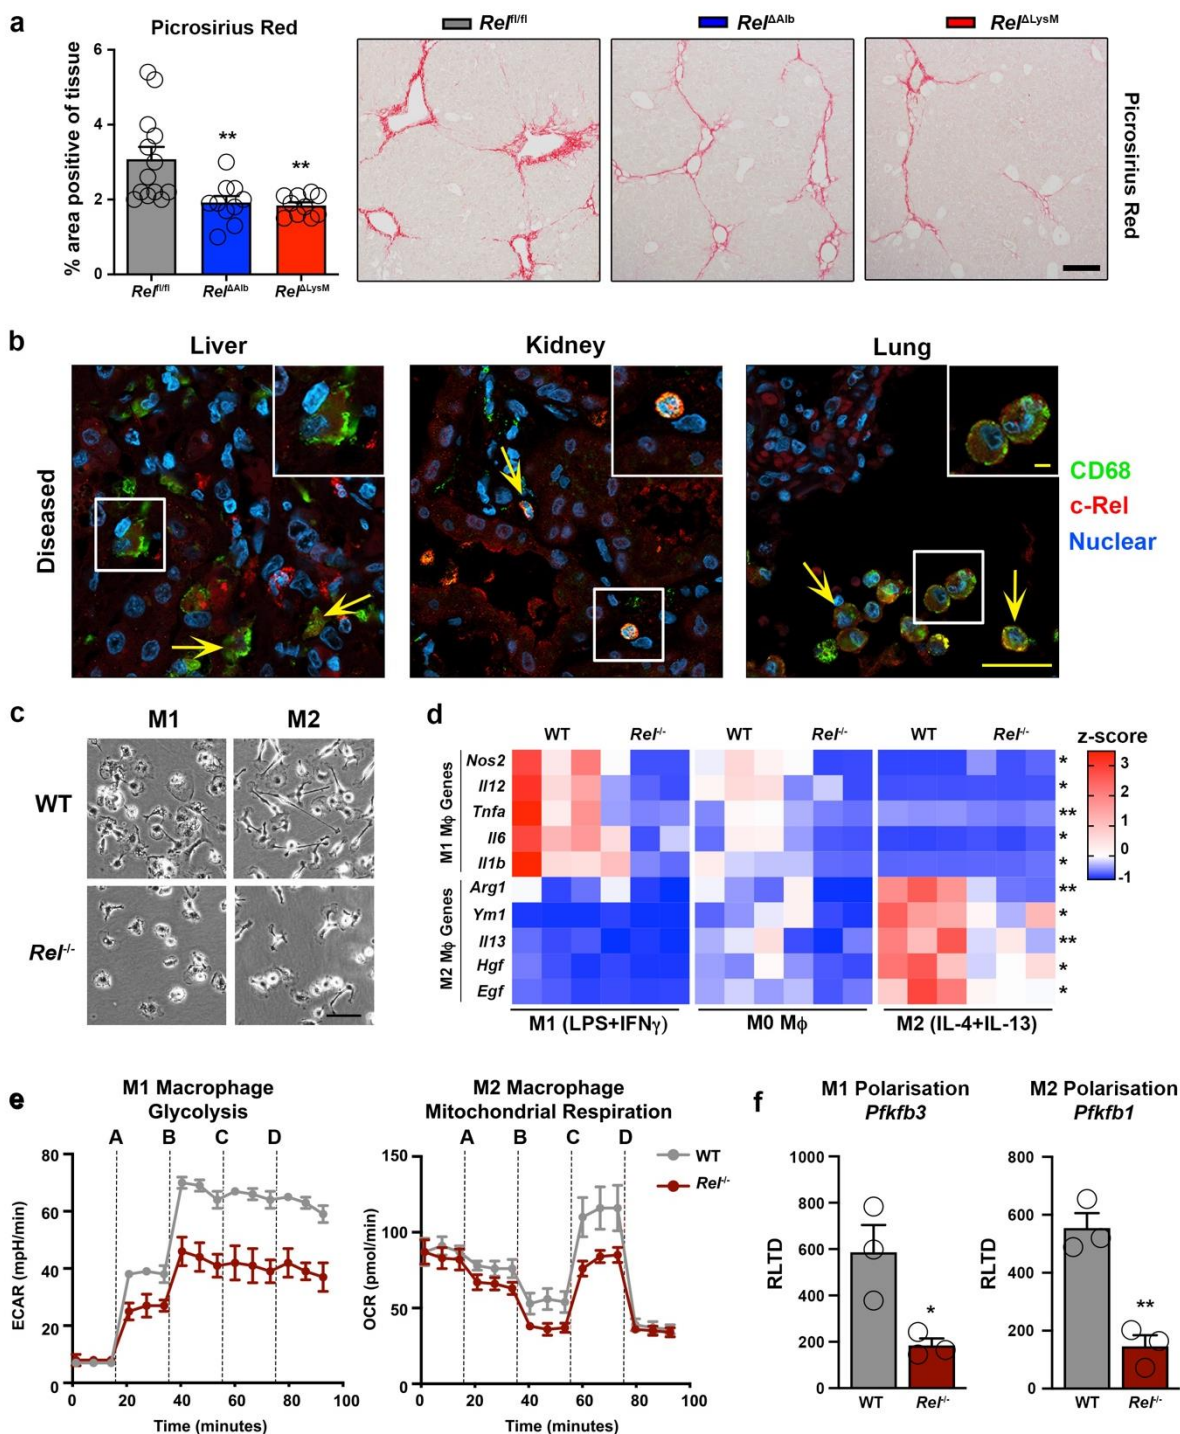 a
Picrosirius Red
% area positive of tissue
6
4
2
0
**
**
Rel^fl/fl
Rel^ΔAlb
Rel^ΔLysM
Rel^fl/fl
Rel^ΔAlb
Rel^ΔLysM
Picrosirius Red
b
Liver
Kidney
Lung
Diseased
CD68
c-Rel
Nuclear
c
M1
M2
WT
Rel^-/-
d
WT
Rel^-/-
WT
Rel^-/-
WT
Rel^-/-
z-score
M1 Mϕ Genes
Nos2 *
Il12 *
Tnfa **
Il6 *
Il1b *
M2 Mϕ Genes
Arg1 **
Ym1 *
Il13 **
Hgf *
Egf *
3
2
1
0
-1
M1 (LPS+IFNγ)
M0 Mϕ
M2 (IL-4+IL-13)
e
M1 Macrophage
Glycolysis
A B C D
ECAR (mpH/min)
80
60
40
20
0
0 20 40 60 80 100
Time (minutes)
M2 Macrophage
Mitochondrial Respiration
A B C D
OCR (pmol/min)
150
100
50
0
0 20 40 60 80 100
Time (minutes)
WT
Rel^-/-
f
M1 Polarisation
Pfkfb3
RLTD
1000
800
600
400
200
0
*
WT
Rel^-/-
M2 Polarisation
Pfkfb1
RLTD
800
600
400
200
0
**
WT
Rel^-/-